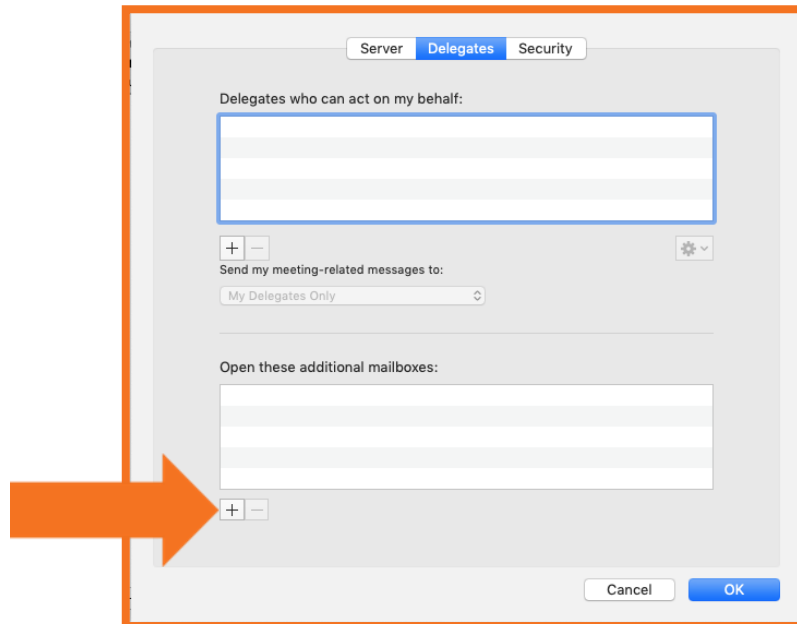 Server Delegates Security
Delegates who can act on my behalf:
+ −
Send my meeting-related messages to:
My Delegates Only
Open these additional mailboxes:
+ −
Cancel OK